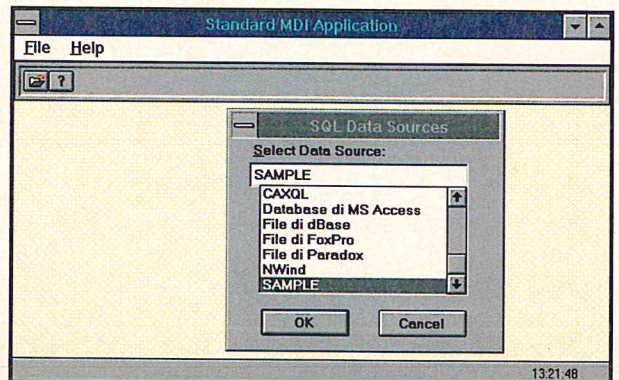 Standard MDI Application
File Help
?
SQL Data Sources
Select Data Source:
SAMPLE
CAXQL
Database di MS Access
File di dBase
File di FoxPro
File di Paradox
NWind
SAMPLE
OK Cancel
13:21:48